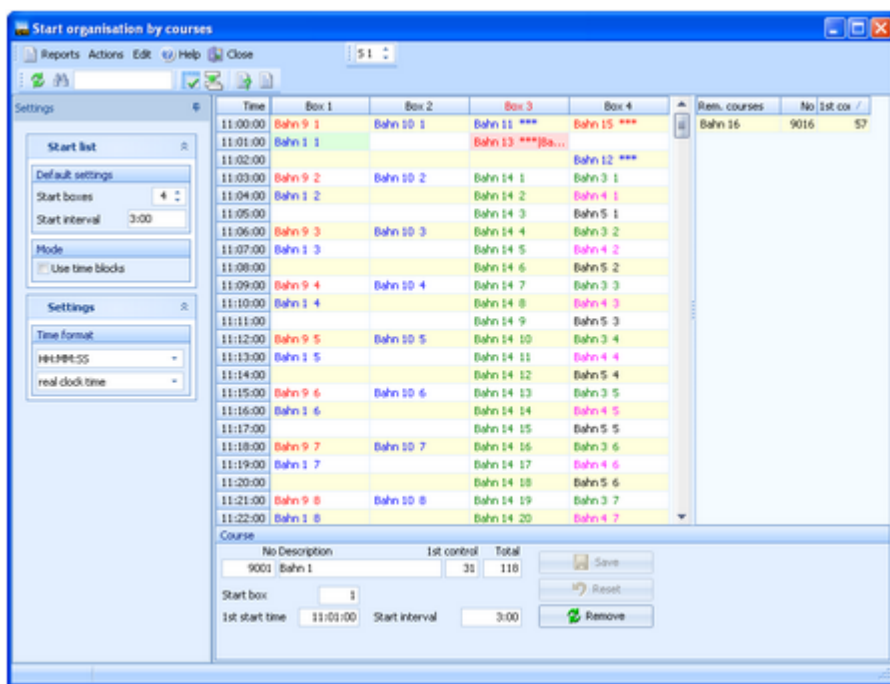 Start organisation by courses
Reports Actions Edit Help Close 51
Settings
Start list
Default settings
Start boxes 4
Start interval 3:00
Mode
Use time blocks
Settings
Time format
HH:MM:SS
real clock time
Time Box 1 Box 2 Box 3 Box 4
11:00:00 Bahn 9 1 Bahn 10 1 Bahn 11 *** Bahn 15 ***
11:01:00 Bahn 1 1 Bahn 13 ***|Ba...
11:02:00 Bahn 12 ***
11:03:00 Bahn 9 2 Bahn 10 2 Bahn 14 1 Bahn 3 1
11:04:00 Bahn 1 2 Bahn 14 2 Bahn 4 1
11:05:00 Bahn 14 3 Bahn 5 1
11:06:00 Bahn 9 3 Bahn 10 3 Bahn 14 4 Bahn 3 2
11:07:00 Bahn 1 3 Bahn 14 5 Bahn 4 2
11:08:00 Bahn 14 6 Bahn 5 2
11:09:00 Bahn 9 4 Bahn 10 4 Bahn 14 7 Bahn 3 3
11:10:00 Bahn 1 4 Bahn 14 8 Bahn 4 3
11:11:00 Bahn 14 9 Bahn 5 3
11:12:00 Bahn 9 5 Bahn 10 5 Bahn 14 10 Bahn 3 4
11:13:00 Bahn 1 5 Bahn 14 11 Bahn 4 4
11:14:00 Bahn 14 12 Bahn 5 4
11:15:00 Bahn 9 6 Bahn 10 6 Bahn 14 13 Bahn 3 5
11:16:00 Bahn 1 6 Bahn 14 14 Bahn 4 5
11:17:00 Bahn 14 15 Bahn 5 5
11:18:00 Bahn 9 7 Bahn 10 7 Bahn 14 16 Bahn 3 6
11:19:00 Bahn 1 7 Bahn 14 17 Bahn 4 6
11:20:00 Bahn 14 18 Bahn 5 6
11:21:00 Bahn 9 8 Bahn 10 8 Bahn 14 19 Bahn 3 7
11:22:00 Bahn 1 8 Bahn 14 20 Bahn 4 7
Rem. courses No 1st cor
Bahn 16 9016 57
Course
No Description 1st control Total
9001 Bahn 1 31 118
Start box 1
1st start time 11:01:00 Start interval 3:00
Save
Reset
Remove